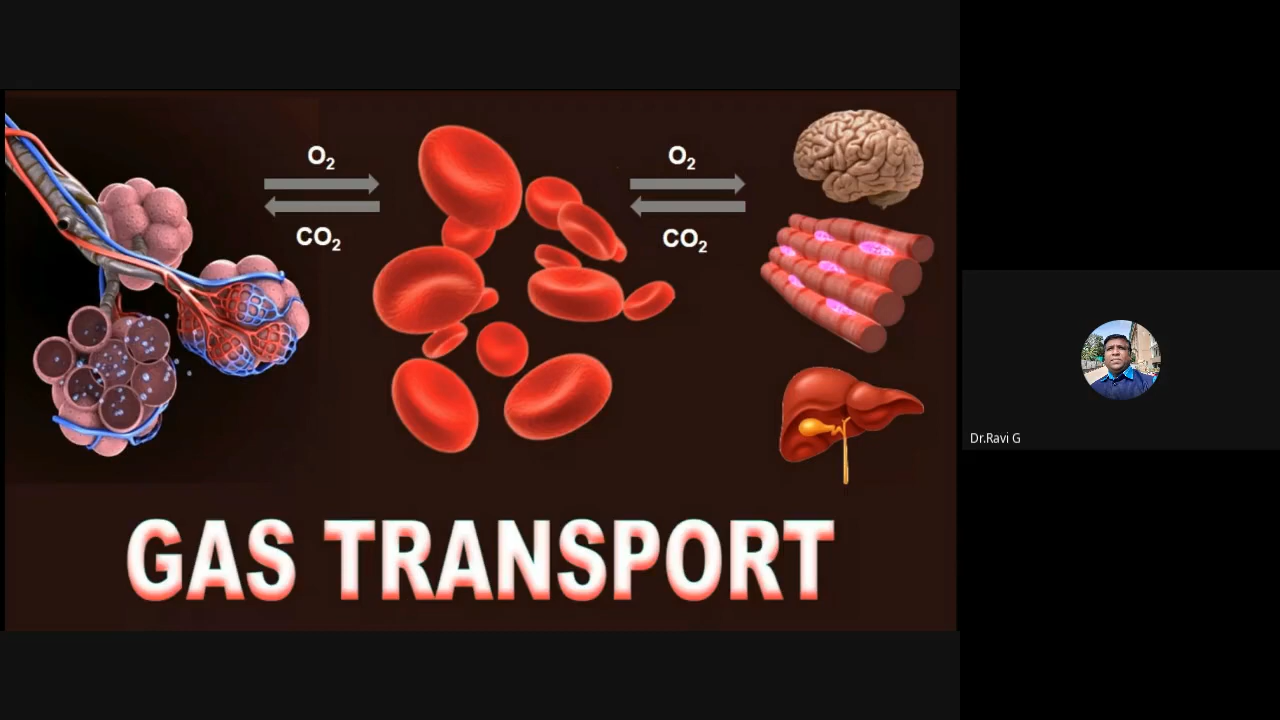 O₂
CO₂
O₂
CO₂
GAS TRANSPORT
Dr.Ravi G